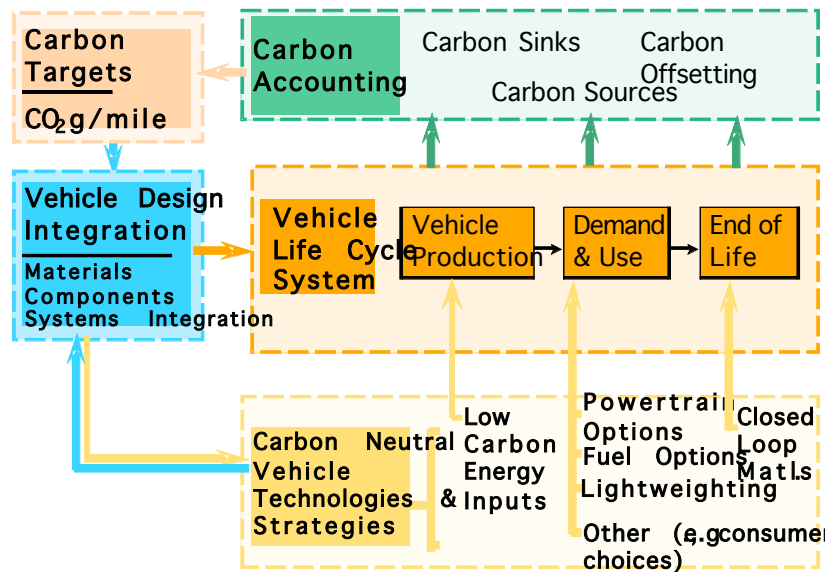 Carbon
Targets
CO2g/mile
Carbon
Accounting
Carbon Sinks
Carbon Sources
Carbon
Offsetting
Vehicle Design
Integration
Materials
Components
Systems Integration
Vehicle
Life Cycle
System
Vehicle
Production
Demand
& Use
End of
Life
Carbon Neutral
Vehicle
Technologies &
Strategies
Low
Carbon
Energy
Inputs
Powertrain
Options
Fuel Options
Lightweighting
Other (e.g., consumer
choices)
Closed
Loop
Matls.